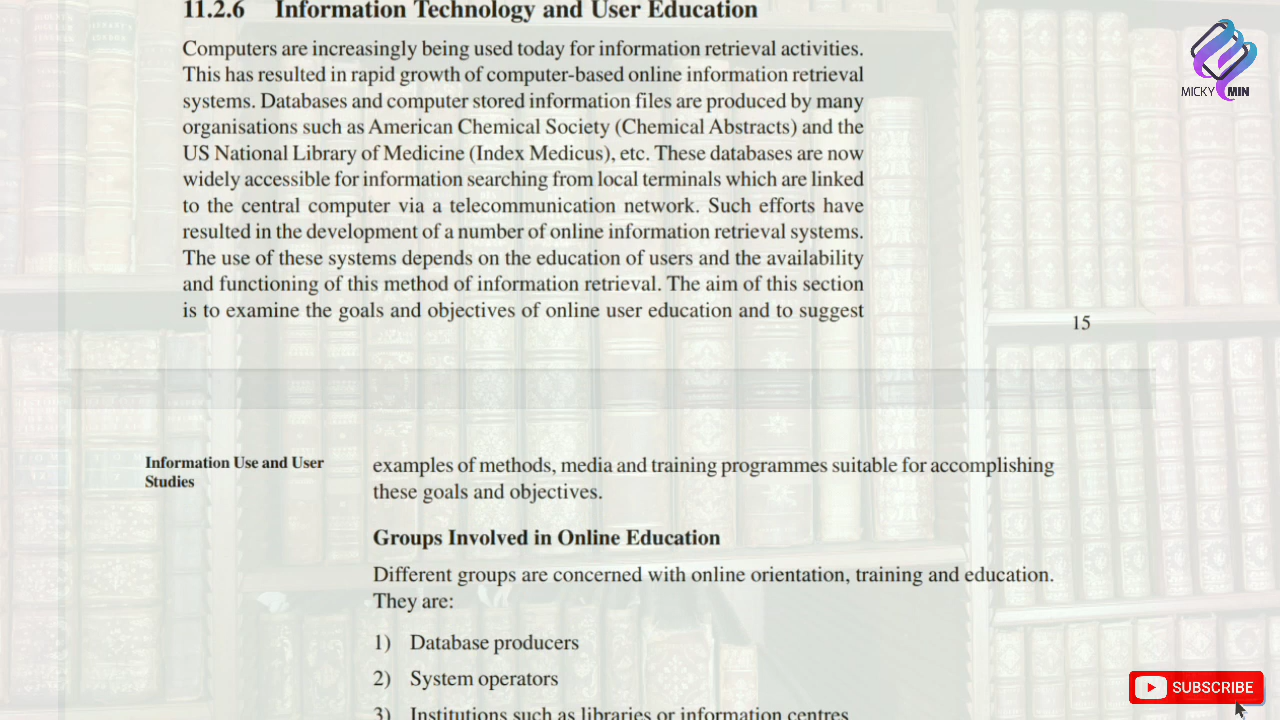 11.2.6 Information Technology and User Education
Computers are increasingly being used today for information retrieval activities.
This has resulted in rapid growth of computer-based online information retrieval
systems. Databases and computer stored information files are produced by many
organisations such as American Chemical Society (Chemical Abstracts) and the
US National Library of Medicine (Index Medicus), etc. These databases are now
widely accessible for information searching from local terminals which are linked
to the central computer via a telecommunication network. Such efforts have
resulted in the development of a number of online information retrieval systems.
The use of these systems depends on the education of users and the availability
and functioning of this method of information retrieval. The aim of this section
is to examine the goals and objectives of online user education and to suggest
15
Information Use and User
Studies
examples of methods, media and training programmes suitable for accomplishing
these goals and objectives.
Groups Involved in Online Education
Different groups are concerned with online orientation, training and education.
They are:
1) Database producers
2) System operators
3) Institutions such as libraries or information centres
MICKY MIN
SUBSCRIBE